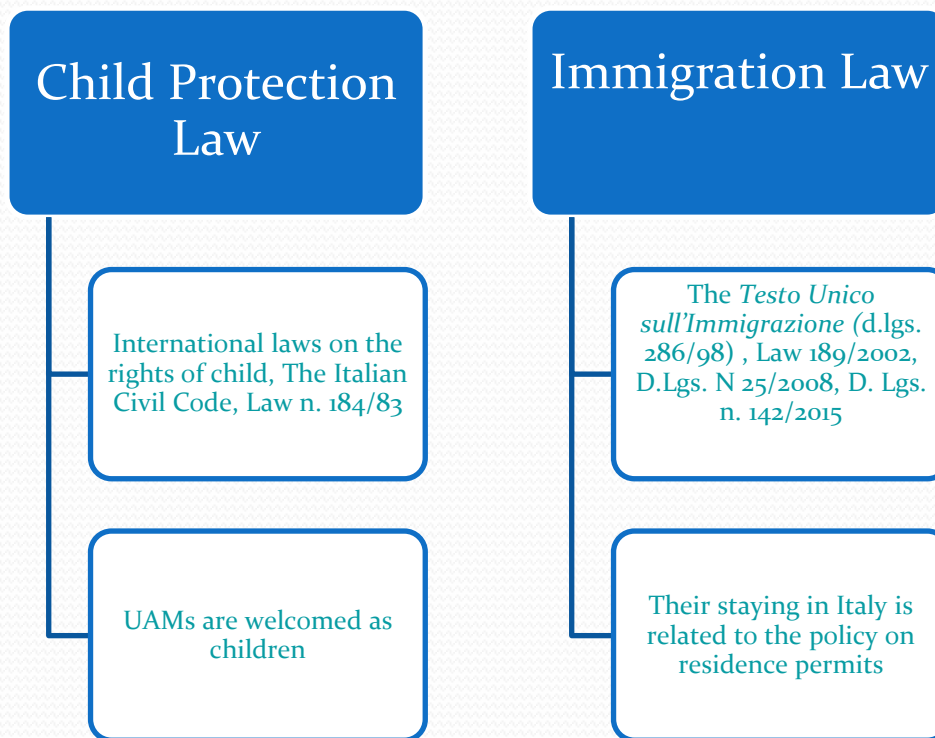 Child Protection
Law
International laws on the
rights of child, The Italian
Civil Code, Law n. 184/83
UAMs are welcomed as
children
Immigration Law
The Testo Unico
sull'Immigrazione (d.lgs.
286/98) , Law 189/2002,
D.Lgs. N 25/2008, D. Lgs.
n. 142/2015
Their staying in Italy is
related to the policy on
residence permits